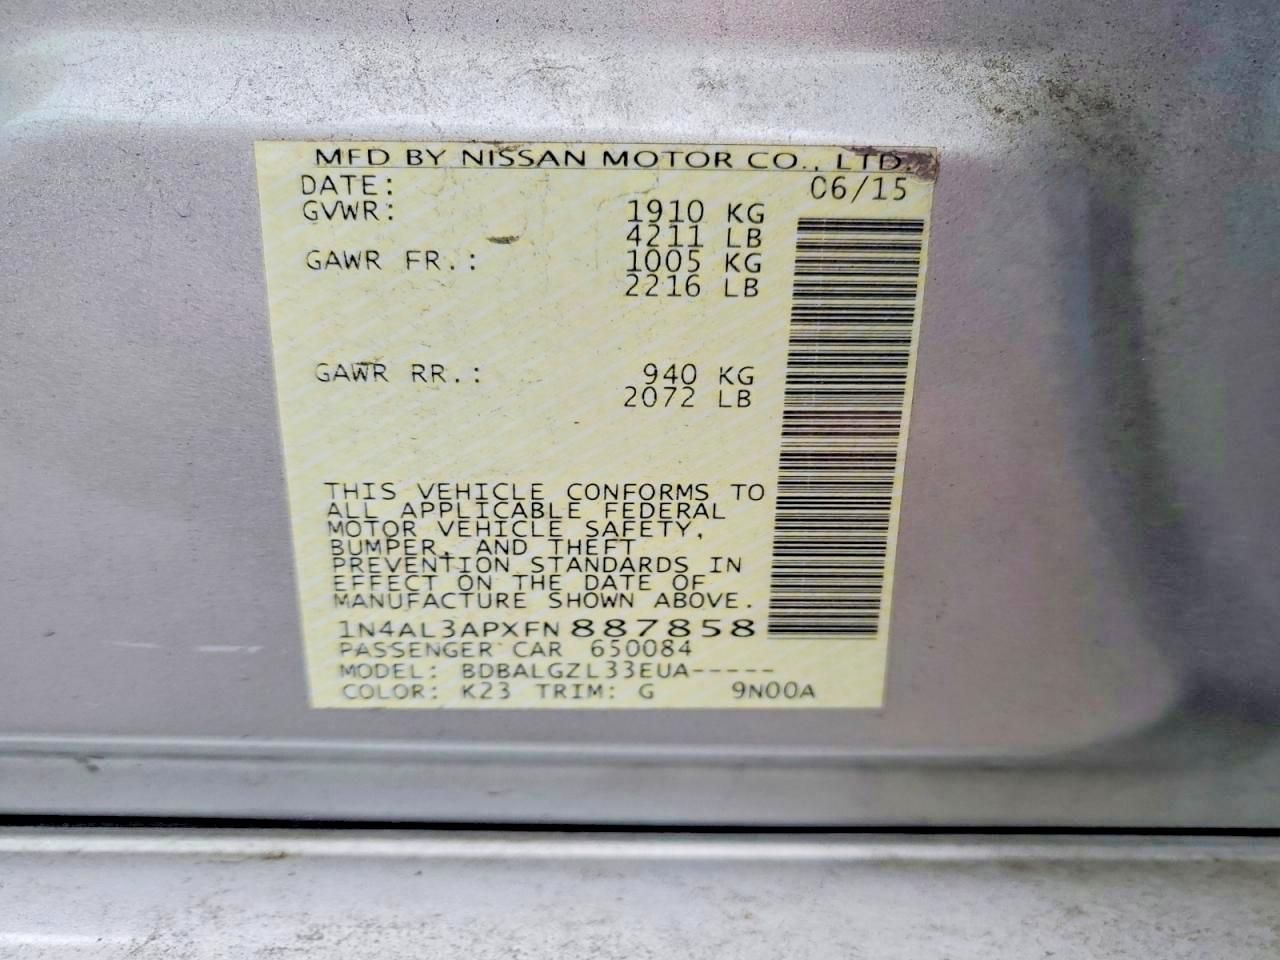 MFD BY NISSAN MOTOR CO., LTD.
DATE: 06/15
GVWR: 1910 KG
4211 LB
GAWR FR.: 1005 KG
2216 LB
GAWR RR.: 940 KG
2072 LB
THIS VEHICLE CONFORMS TO
ALL APPLICABLE FEDERAL
MOTOR VEHICLE SAFETY,
BUMPER, AND THEFT
PREVENTION STANDARDS IN
EFFECT ON THE DATE OF
MANUFACTURE SHOWN ABOVE.
1N4AL3APXFN887858
PASSENGER CAR 650084
MODEL: BDBALGZL33EUA-----
COLOR: K23 TRIM: G 9N00A